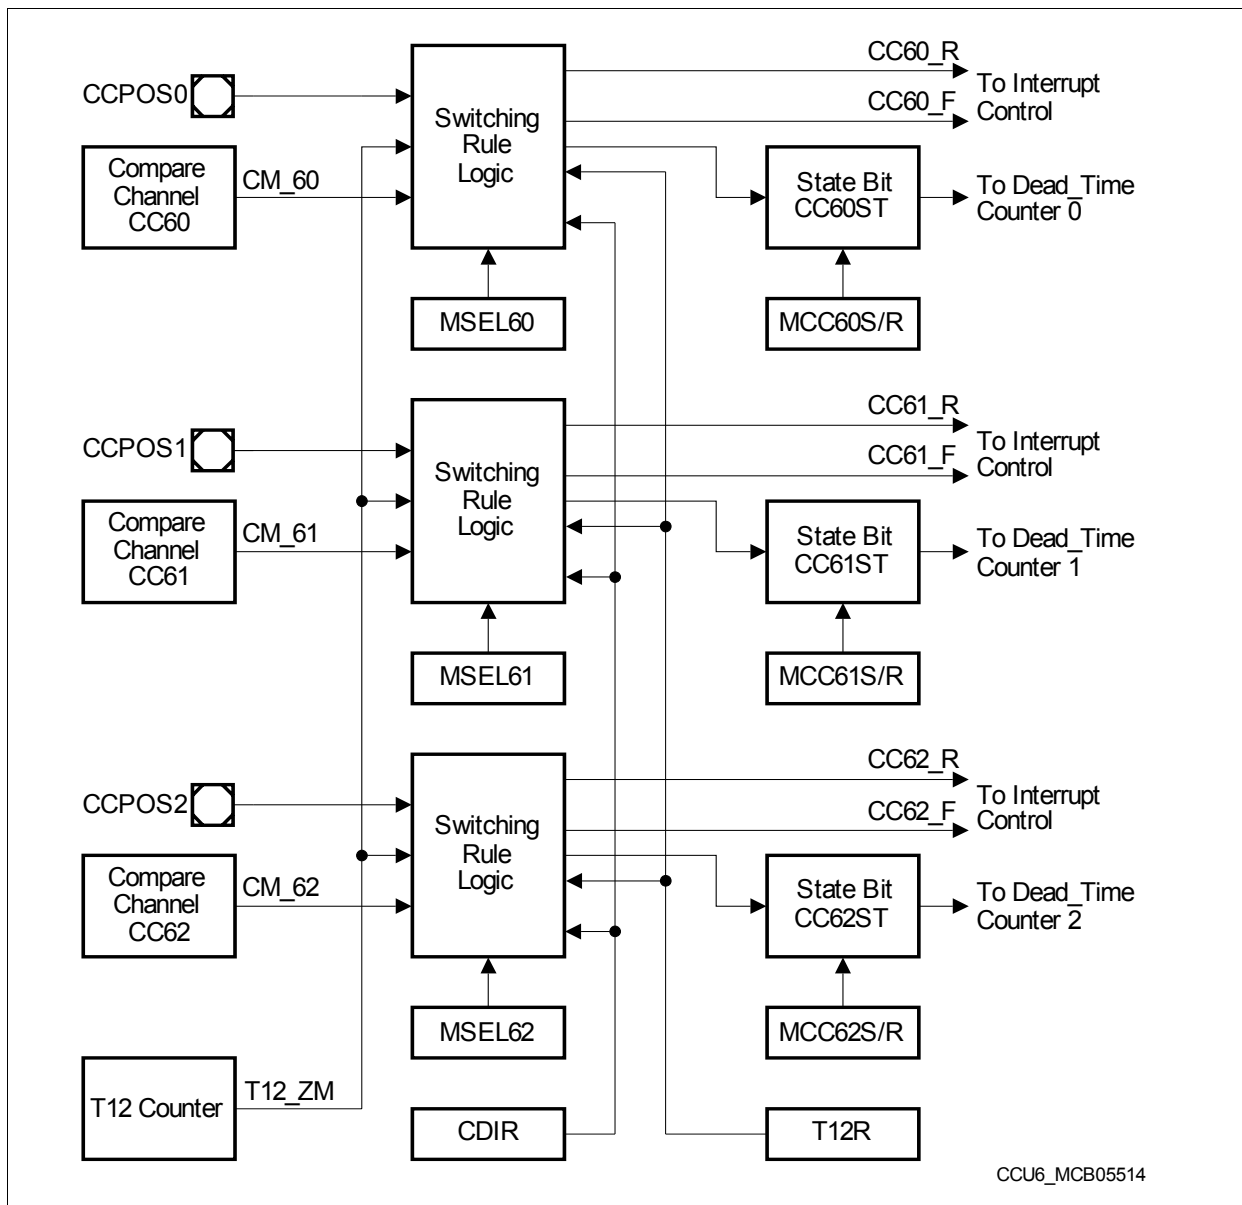 CCPOS0
Compare
Channel
CC60
CM_60
Switching
Rule
Logic
MSEL60
CC60_R
CC60_F
To Interrupt
Control
State Bit
CC60ST
To Dead_Time
Counter 0
MCC60S/R
CCPOS1
Compare
Channel
CC61
CM_61
Switching
Rule
Logic
MSEL61
CC61_R
CC61_F
To Interrupt
Control
State Bit
CC61ST
To Dead_Time
Counter 1
MCC61S/R
CCPOS2
Compare
Channel
CC62
CM_62
Switching
Rule
Logic
MSEL62
CC62_R
CC62_F
To Interrupt
Control
State Bit
CC62ST
To Dead_Time
Counter 2
MCC62S/R
T12 Counter
T12_ZM
CDIR
T12R
CCU6_MCB05514